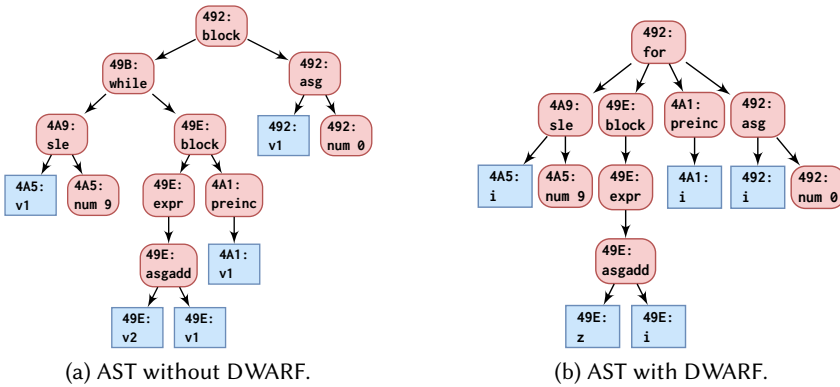 492:
block
49B:
while
492:
asg
4A9:
sle
49E:
block
492:
v1
492:
num 0
4A5:
v1
4A5:
num 9
49E:
expr
4A1:
preinc
49E:
asgadd
4A1:
v1
49E:
v2
49E:
v1
(a) AST without DWARF.
492:
for
4A9:
sle
49E:
block
4A1:
preinc
492:
asg
4A5:
i
4A5:
num 9
49E:
expr
4A1:
i
492:
i
492:
num 0
49E:
asgadd
49E:
z
49E:
i
(b) AST with DWARF.